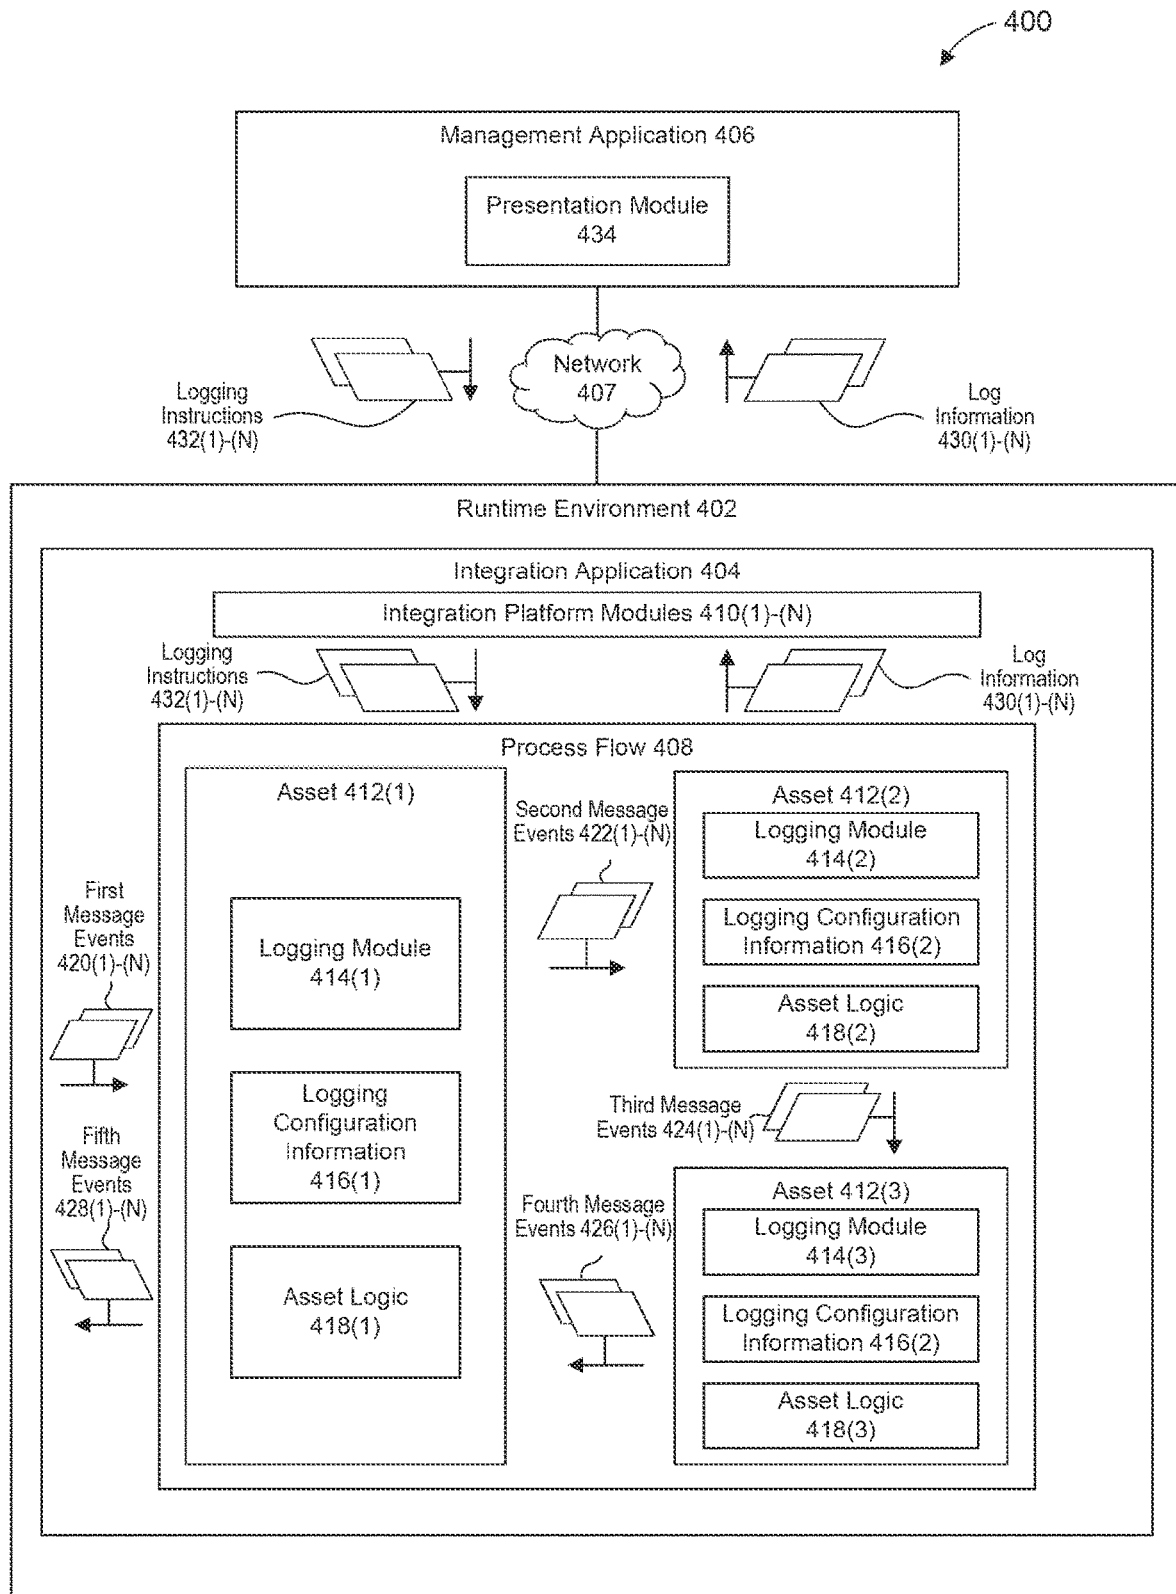 400
Management Application 406
Presentation Module
434
Logging
Instructions
432(1)-(N)
Network
407
Log
Information
430(1)-(N)
Runtime Environment 402
Integration Application 404
Integration Platform Modules 410(1)-(N)
Logging
Instructions
432(1)-(N)
Log
Information
430(1)-(N)
Process Flow 408
Asset 412(1)
Logging Module
414(1)
Logging
Configuration
Information
416(1)
Asset Logic
418(1)
First
Message
Events
420(1)-(N)
Fifth
Message
Events
428(1)-(N)
Second Message
Events 422(1)-(N)
Asset 412(2)
Logging Module
414(2)
Logging Configuration
Information 416(2)
Asset Logic
418(2)
Third Message
Events 424(1)-(N)
Fourth Message
Events 426(1)-(N)
Asset 412(3)
Logging Module
414(3)
Logging Configuration
Information 416(2)
Asset Logic
418(3)